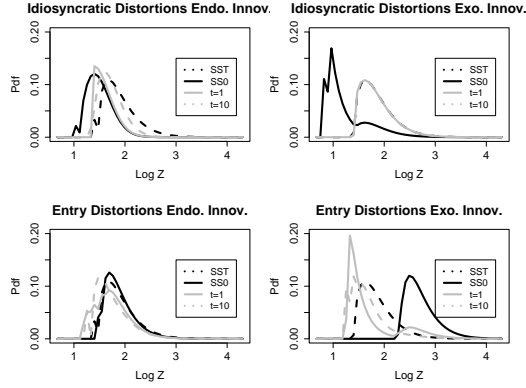 Idiosyncratic Distortions Endo. Innov.
Pdf
0.00 0.10 0.20
SST
SS0
t=1
t=10
1 2 3 4
Log Z
Idiosyncratic Distortions Exo. Innov.
Pdf
0.00 0.10 0.20
SST
SS0
t=1
t=10
1 2 3 4
Log Z
Entry Distortions Endo. Innov.
Pdf
0.00 0.10 0.20
SST
SS0
t=1
t=10
1 2 3 4
Log Z
Entry Distortions Exo. Innov.
Pdf
0.00 0.10 0.20
SST
SS0
t=1
t=10
1 2 3 4
Log Z